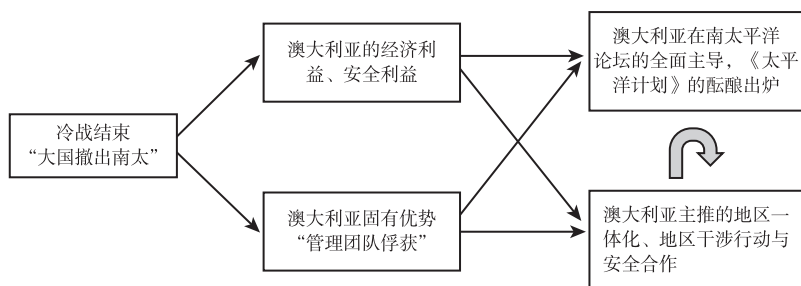 冷战结束
“大国撤出南太”
澳大利亚的经济利
益、安全利益
澳大利亚固有优势
“管理团队俘获”
澳大利亚在南太平洋
论坛的全面主导，《太平
洋计划》的酝酿出炉
澳大利亚主推的地区一
体化、地区干涉行动与
安全合作